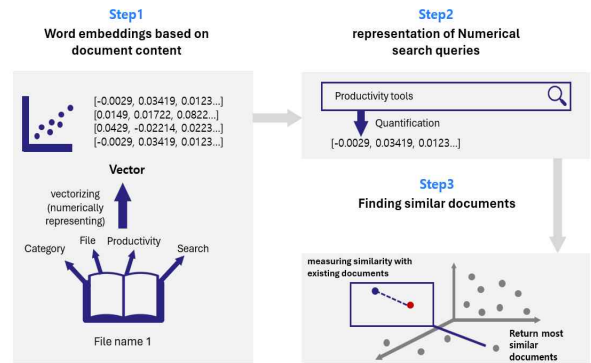 Step1
Word embeddings based on
document content
[-0.0029, 0.03419, 0.0123...]
[0.0149, 0.01722, 0.0822...]
[0.0429, -0.02214, 0.0223...]
[-0.0029, 0.03419, 0.0123...]
Vector
vectorizing
(numerically
representing)
Category
File
Productivity
Search
File name 1
Step2
representation of Numerical
search queries
Productivity tools
Quantification
[-0.0029, 0.03419, 0.0123...]
Step3
Finding similar documents
measuring similarity with
existing documents
Return most
similar
documents